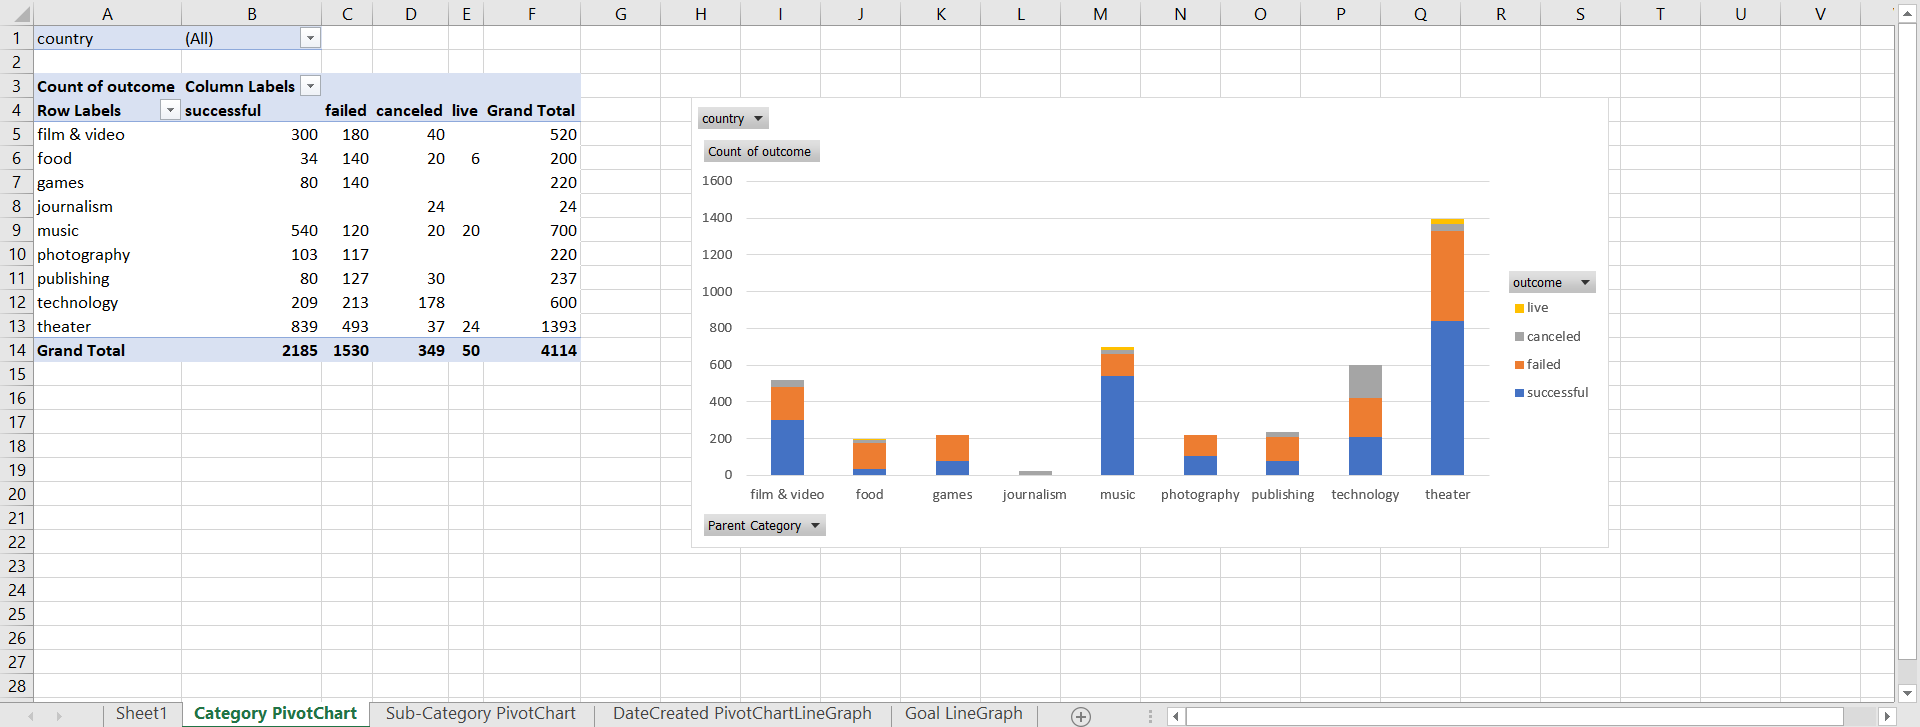 A B C D E F G H I J K L M N O P Q R S T U V
1 country (All)
2
3 Count of outcome Column Labels
4 Row Labels successful failed canceled live Grand Total
5 film & video 300 180 40 520
6 food 34 140 20 6 200
7 games 80 140 220
8 journalism 24 24
9 music 540 120 20 20 700
10 photography 103 117 220
11 publishing 80 127 30 237
12 technology 209 213 178 600
13 theater 839 493 37 24 1393
14 Grand Total 2185 1530 349 50 4114
15
16
17
18
19
20
21
22
23
24
25
26
27
28
country
Count of outcome
1600
1400
1200
1000
800
600
400
200
0
film & video food games journalism music photography publishing technology theater
Parent Category
outcome
live
canceled
failed
successful
Sheet1 Category PivotChart Sub-Category PivotChart DateCreated PivotChartLineGraph Goal LineGraph